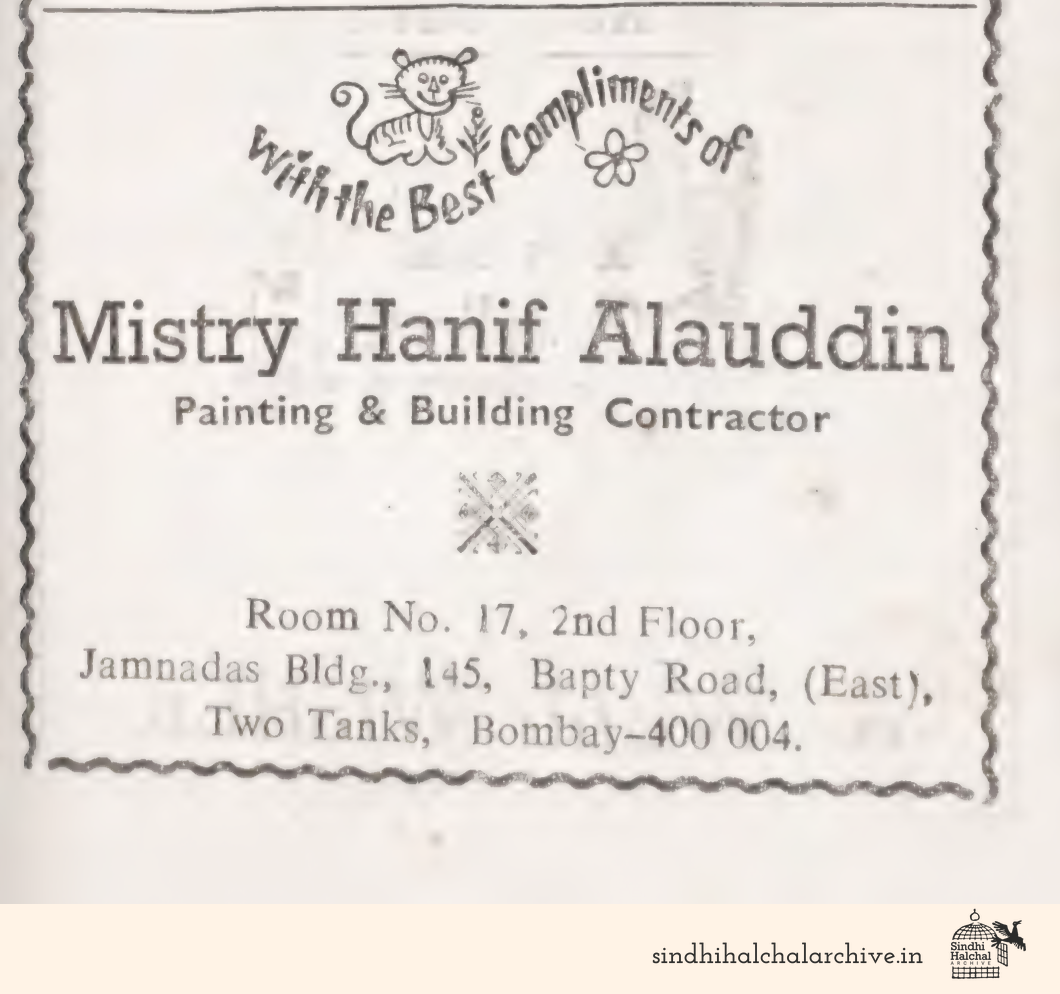 With the Best Compliments of
Mistry Hanif Alauddin
Painting & Building Contractor
Room No. 17, 2nd Floor,
Jamnadas Bldg., 145, Bapty Road, (East),
Two Tanks, Bombay–400 004.
sindhihalchalarchive.in
Sindhi
Halchal
ARCHIVE